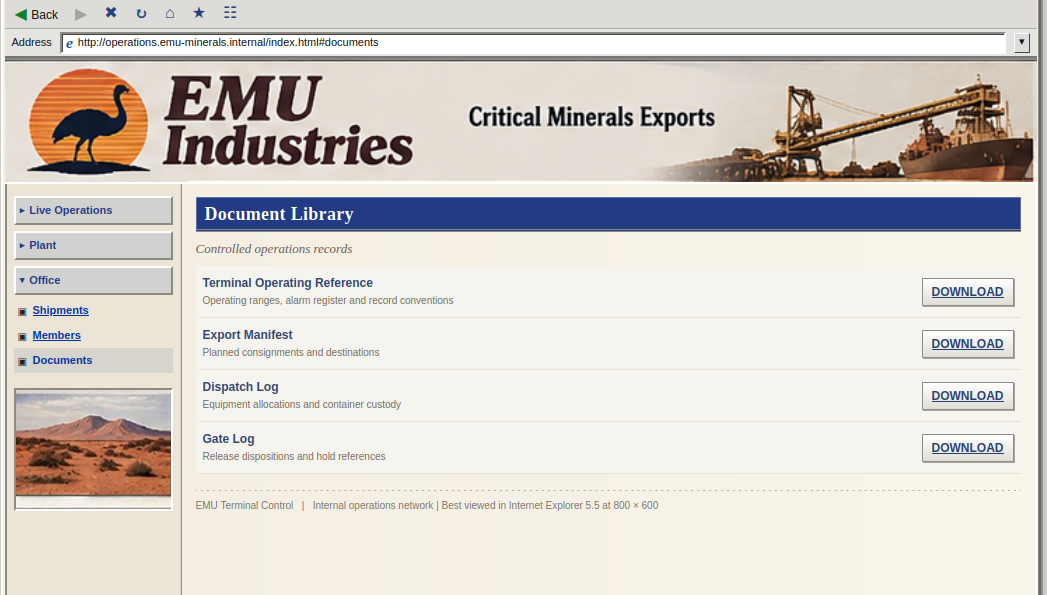 Back
Address http://operations.emu-minerals.internal/index.html#documents
EMU
Industries
Critical Minerals Exports
Live Operations
Plant
Office
Shipments
Members
Documents
Document Library
Controlled operations records
Terminal Operating Reference
Operating ranges, alarm register and record conventions
DOWNLOAD
Export Manifest
Planned consignments and destinations
DOWNLOAD
Dispatch Log
Equipment allocations and container custody
DOWNLOAD
Gate Log
Release dispositions and hold references
DOWNLOAD
EMU Terminal Control | Internal operations network | Best viewed in Internet Explorer 5.5 at 800 × 600